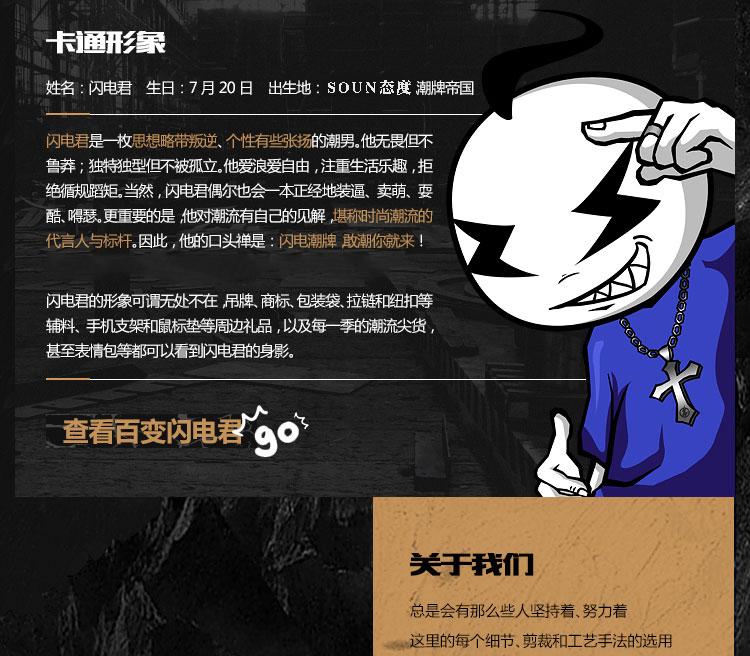 卡通形象
姓名：闪电君 生日：7月20日 出生地：SOUN态度 潮牌帝国
闪电君是一枚思想略带叛逆、个性有些张扬的潮男。他无畏但不
鲁莽；独特独型但不被孤立。他爱浪爱自由，注重生活乐趣，拒
绝循规蹈矩。当然，闪电君偶尔也会一本正经地装逼、卖萌、耍
酷、嘚瑟。更重要的是，他对潮流有自己的见解，堪称时尚潮流的
代言人与标杆。因此，他的口头禅是：闪电潮牌 敢潮你就来！
闪电君的形象可谓无处不在，吊牌、商标、包装袋、拉链和纽扣等
辅料、手机支架和鼠标垫等周边礼品，以及每一季的潮流尖货，
甚至表情包等都可以看到闪电君的身影。
查看百变闪电君 go
关于我们
总是会有那么些人坚持着、努力着
这里的每个细节、剪裁和工艺手法的选用